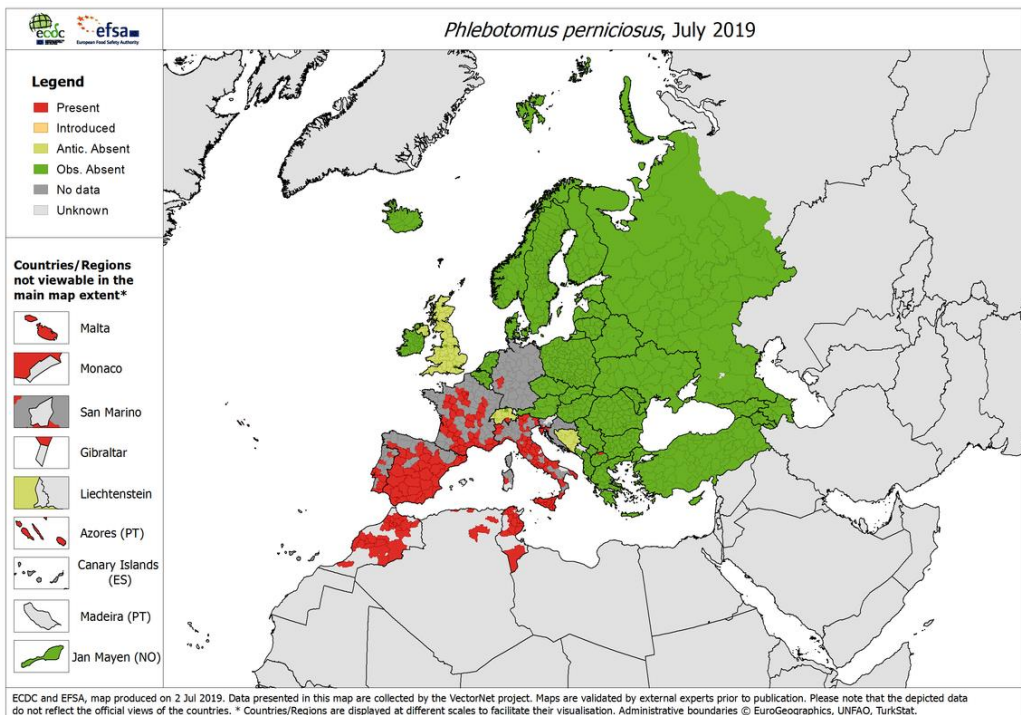 ecdc
efsa
European Food Safety Authority
Phlebotomus perniciosus, July 2019
Legend
Present
Introduced
Antic. Absent
Obs. Absent
No data
Unknown
Countries/Regions
not viewable in the
main map extent*
Malta
Monaco
San Marino
Gibraltar
Liechtenstein
Azores (PT)
Canary Islands
(ES)
Madeira (PT)
Jan Mayen (NO)
ECDC and EFSA, map produced on 2 Jul 2019. Data presented in this map are collected by the VectorNet project. Maps are validated by external experts prior to publication. Please note that the depicted data
do not reflect the official views of the countries. * Countries/Regions are displayed at different scales to facilitate their visualisation. Administrative boundaries © EuroGeographics, UNFAO, TurkStat.